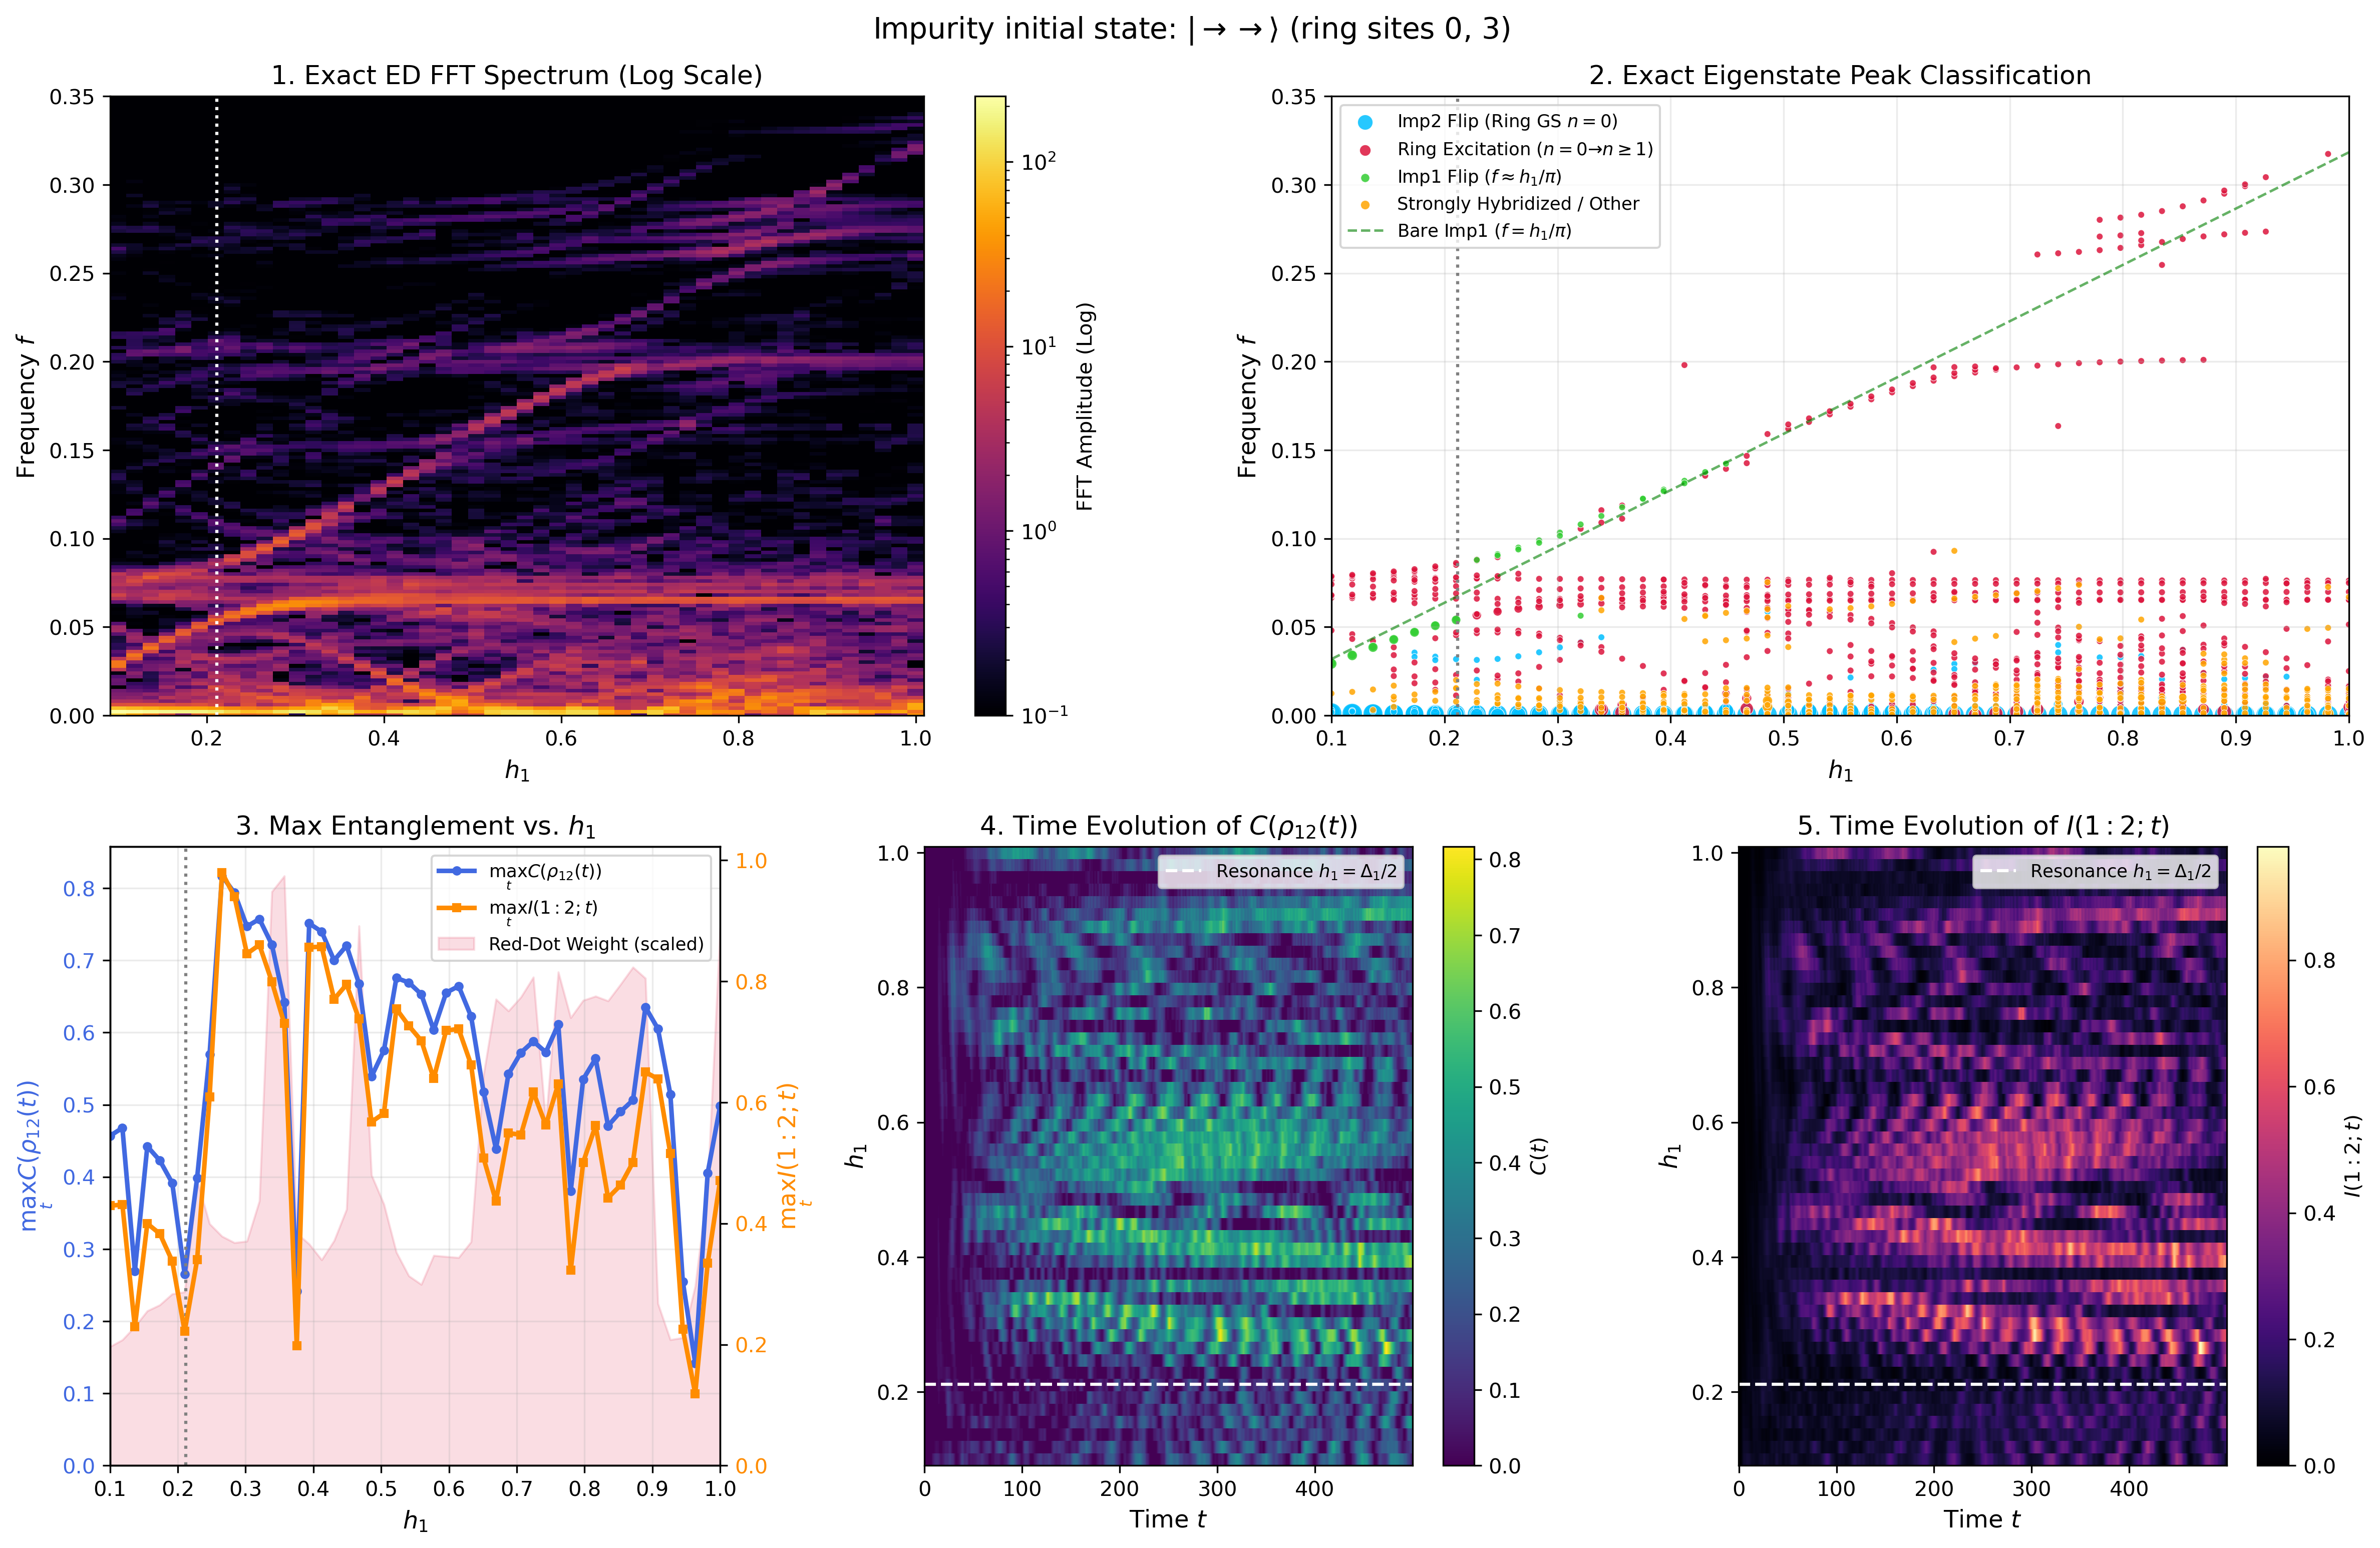 Impurity initial state: |→→⟩ (ring sites 0, 3)
1. Exact ED FFT Spectrum (Log Scale)
0.35
0.30
0.25
0.20
0.15
0.10
0.05
0.00
Frequency f
0.2
0.4
0.6
0.8
1.0
h₁
10²
10¹
10⁰
10⁻¹
FFT Amplitude (Log)
2. Exact Eigenstate Peak Classification
Imp2 Flip (Ring GS n = 0)
Ring Excitation (n = 0→n ≥ 1)
Imp1 Flip (f ≈ h₁/π)
Strongly Hybridized / Other
Bare Imp1 (f = h₁/π)
0.35
0.30
0.25
0.20
0.15
0.10
0.05
0.00
Frequency f
0.1
0.2
0.3
0.4
0.5
0.6
0.7
0.8
0.9
1.0
h₁
3. Max Entanglement vs. h₁
max C(ρ₁₂(t))
t
max I(1 : 2; t)
t
Red-Dot Weight (scaled)
0.8
0.7
0.6
0.5
0.4
0.3
0.2
0.1
0.0
max C(ρ₁₂(t))
t
1.0
0.8
0.6
0.4
0.2
0.0
max I(1 : 2; t)
t
0.1
0.2
0.3
0.4
0.5
0.6
0.7
0.8
0.9
1.0
h₁
4. Time Evolution of C(ρ₁₂(t))
Resonance h₁ = Δ₁/2
1.0
0.8
0.6
0.4
0.2
h₁
0
100
200
300
400
Time t
0.8
0.7
0.6
0.5
0.4
0.3
0.2
0.1
0.0
C(t)
5. Time Evolution of I(1 : 2; t)
Resonance h₁ = Δ₁/2
1.0
0.8
0.6
0.4
0.2
h₁
0
100
200
300
400
Time t
0.8
0.6
0.4
0.2
0.0
I(1 : 2; t)